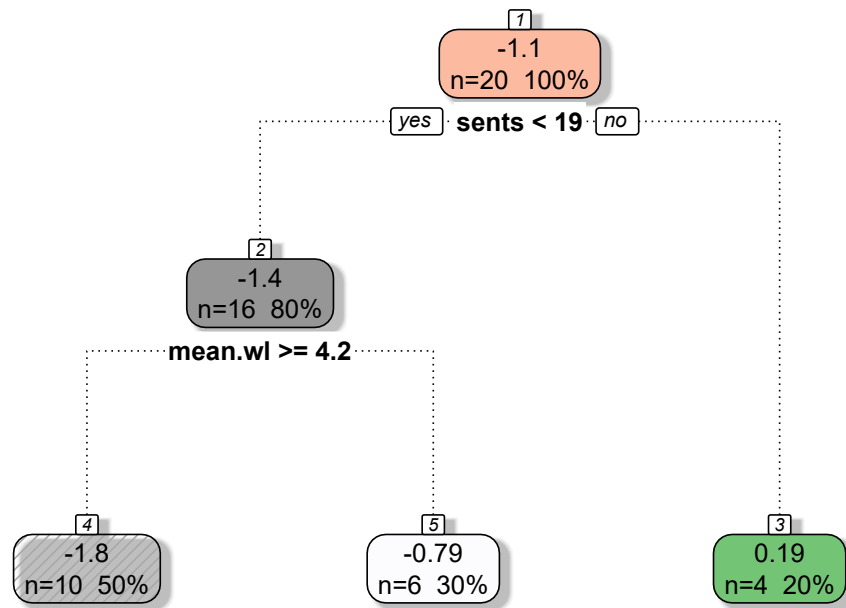 1
-1.1
n=20 100%
yes sents < 19 no
2
-1.4
n=16 80%
mean.wl >= 4.2
4
-1.8
n=10 50%
5
-0.79
n=6 30%
3
0.19
n=4 20%